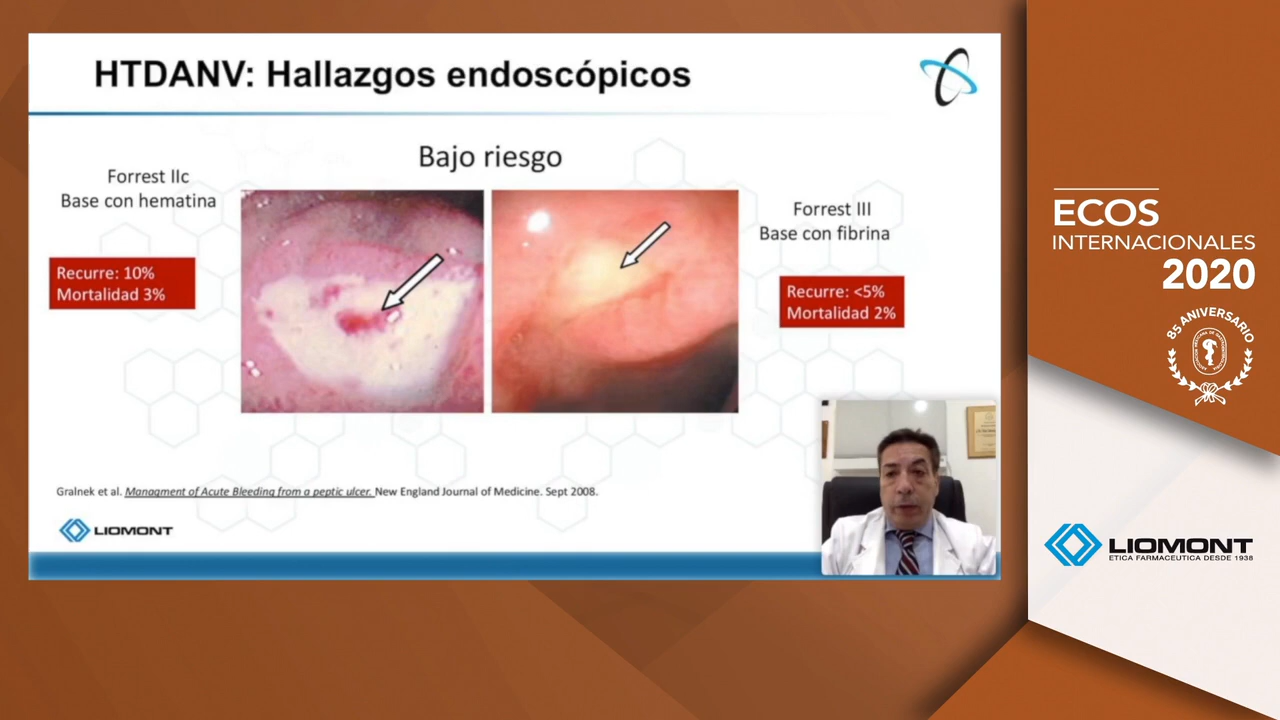 HTDANV: Hallazgos endoscópicos
Bajo riesgo
Forrest IIc
Base con hematina
Recurre: 10%
Mortalidad 3%
Forrest III
Base con fibrina
Recurre: <5%
Mortalidad 2%
Gralnek et al. Managment of Acute Bleeding from a peptic ulcer. New England Journal of Medicine. Sept 2008.
LIOMONT
ECOS
INTERNACIONALES
2020
85 ANIVERSARIO
LIOMONT
ETICA FARMACEUTICA DESDE 1938